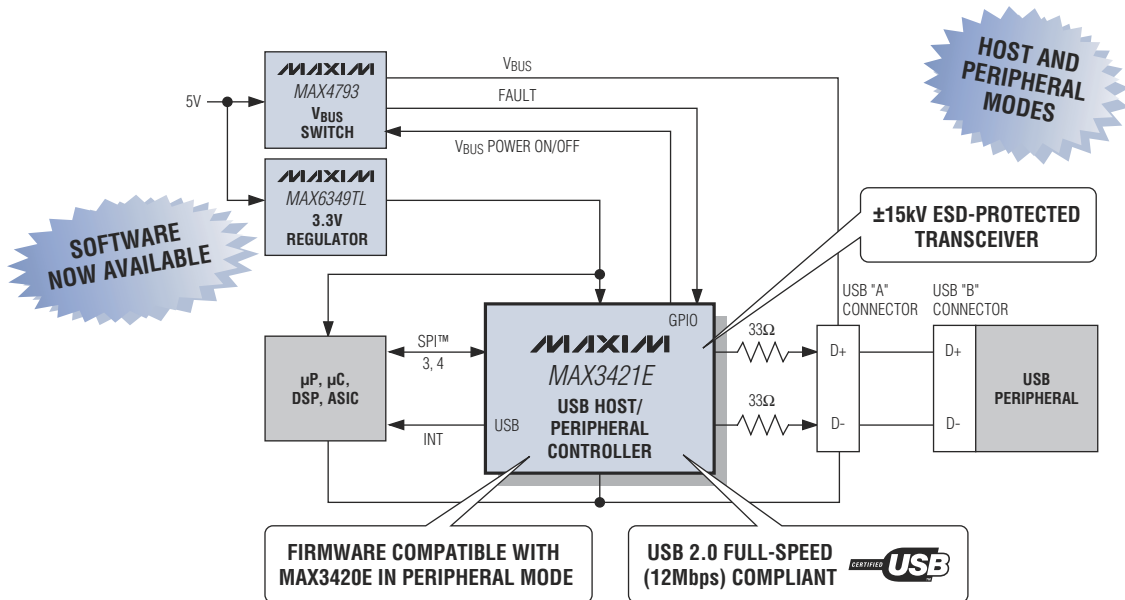 HOST AND
PERIPHERAL
MODES
MAXIM
MAX4793
VBUS
SWITCH
5V
VBUS
FAULT
VBUS POWER ON/OFF
MAXIM
MAX6349TL
3.3V
REGULATOR
SOFTWARE
NOW AVAILABLE
±15kV ESD-PROTECTED
TRANSCEIVER
µP, µC,
DSP, ASIC
SPI™
3, 4
INT
GPIO
MAXIM
MAX3421E
USB HOST/
PERIPHERAL
CONTROLLER
USB
33Ω
33Ω
USB "A"
CONNECTOR
D+
D-
USB "B"
CONNECTOR
D+
D-
USB
PERIPHERAL
FIRMWARE COMPATIBLE WITH
MAX3420E IN PERIPHERAL MODE
USB 2.0 FULL-SPEED
(12Mbps) COMPLIANT
CERTIFIED USB